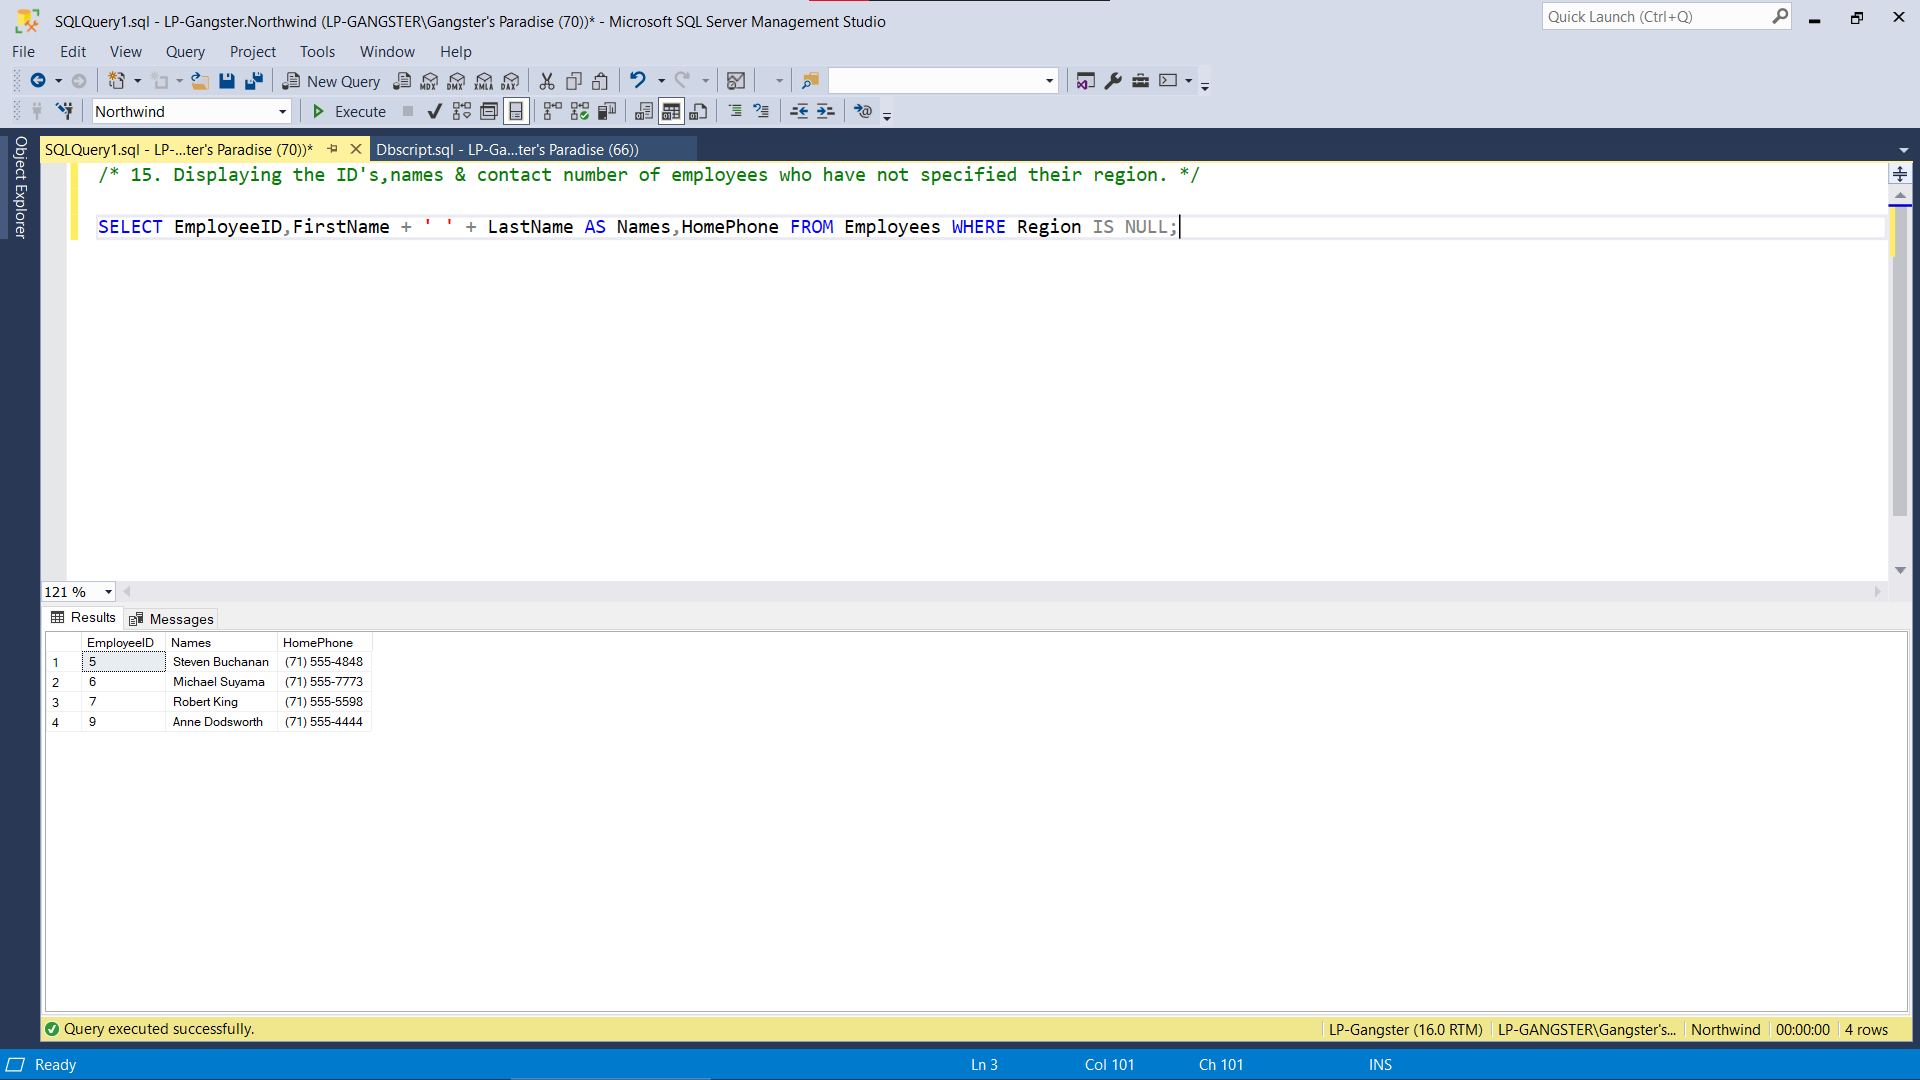 SQLQuery1.sql - LP-Gangster.Northwind (LP-GANGSTER\Gangster's Paradise (70))* - Microsoft SQL Server Management Studio
Quick Launch (Ctrl+Q)
File Edit View Query Project Tools Window Help
New Query MDX DMX XMLA DAX
Northwind Execute
Object Explorer
SQLQuery1.sql - LP-...ter's Paradise (70))* Dbscript.sql - LP-Ga...ter's Paradise (66))
/* 15. Displaying the ID's,names & contact number of employees who have not specified their region. */
SELECT EmployeeID,FirstName + ' ' + LastName AS Names,HomePhone FROM Employees WHERE Region IS NULL;
121 %
Results Messages
EmployeeID Names HomePhone
1 5 Steven Buchanan (71) 555-4848
2 6 Michael Suyama (71) 555-7773
3 7 Robert King (71) 555-5598
4 9 Anne Dodsworth (71) 555-4444
Query executed successfully. LP-Gangster (16.0 RTM) LP-GANGSTER\Gangster's... Northwind 00:00:00 4 rows
Ready Ln 3 Col 101 Ch 101 INS